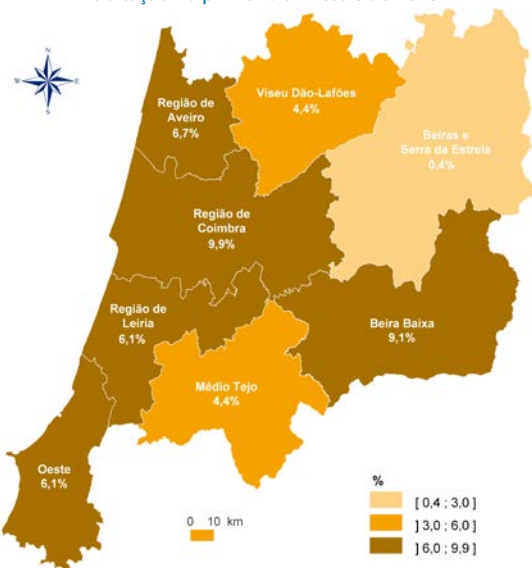 N
W
E
S
Região de
Aveiro
6,7%
Viseu Dão-Lafões
4,4%
Beiras e
Serra da Estrela
0,4%
Região de
Coimbra
9,9%
Região de
Leiria
6,1%
Beira Baixa
9,1%
Médio Tejo
4,4%
Oeste
6,1%
0 10 km
%
[ 0,4 ; 3,0 ]
] 3,0 ; 6,0 ]
] 6,0 ; 9,9 ]